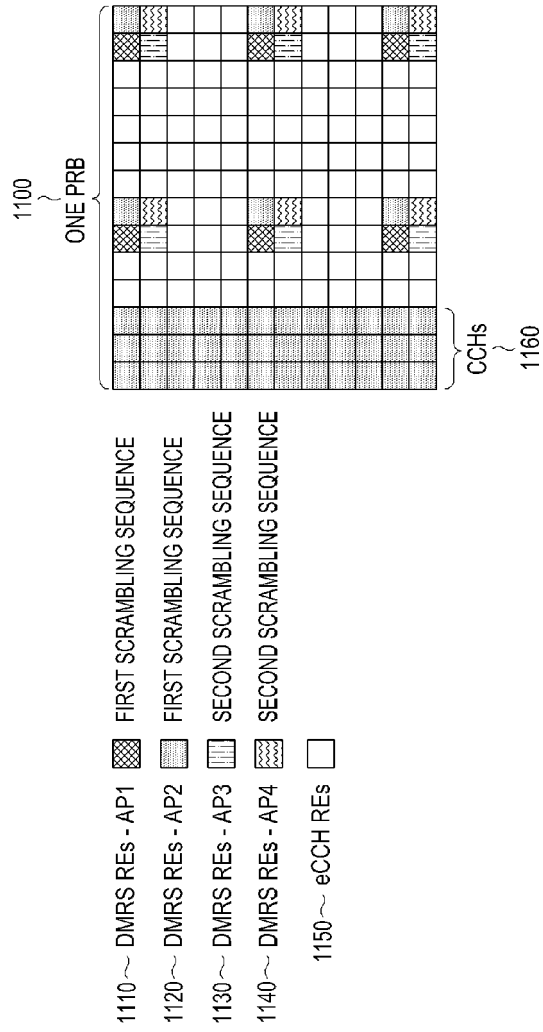 1100
ONE PRB
1110 DMRS REs - AP1 FIRST SCRAMBLING SEQUENCE
1120 DMRS REs - AP2 FIRST SCRAMBLING SEQUENCE
1130 DMRS REs - AP3 SECOND SCRAMBLING SEQUENCE
1140 DMRS REs - AP4 SECOND SCRAMBLING SEQUENCE
1150 eCCH REs
CCHs
1160